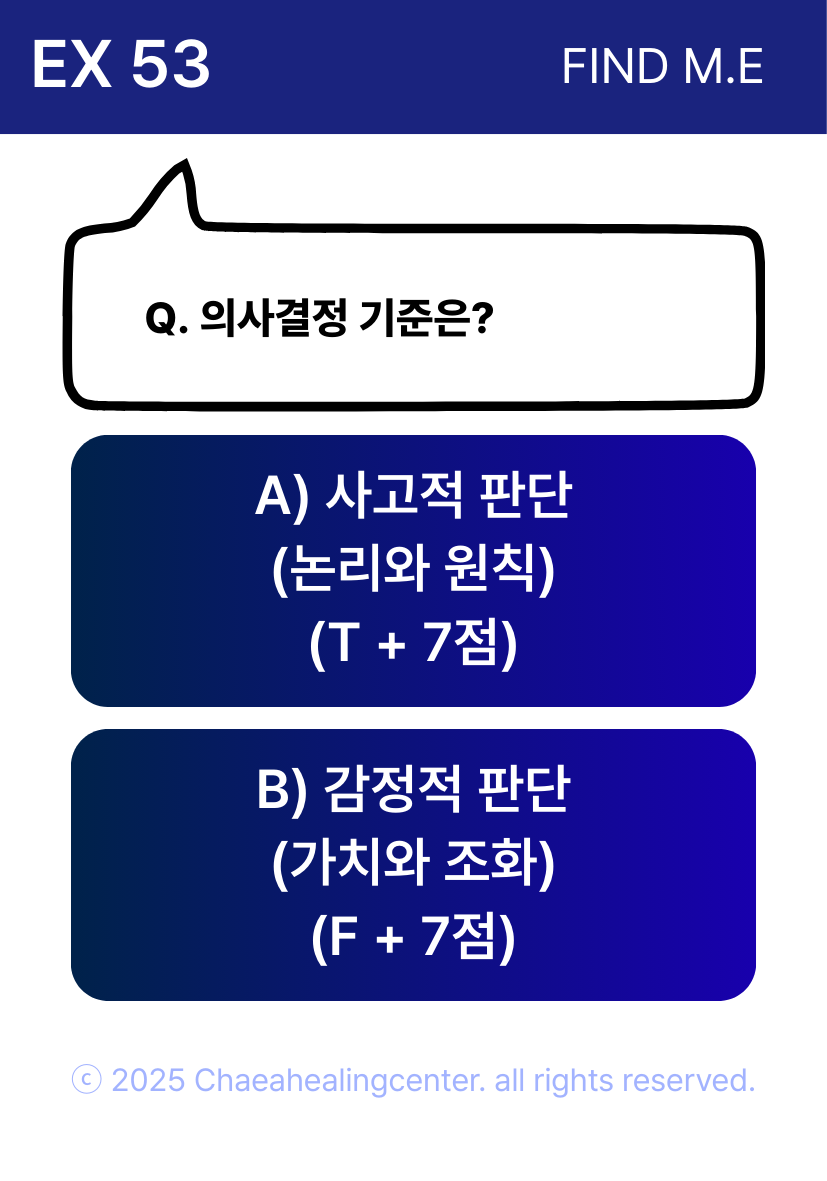 EX 53
FIND M.E
Q. 의사결정 기준은?
A) 사고적 판단
(논리와 원칙)
(T + 7점)
B) 감정적 판단
(가치와 조화)
(F + 7점)
ⓒ 2025 Chaeahealingcenter. all rights reserved.